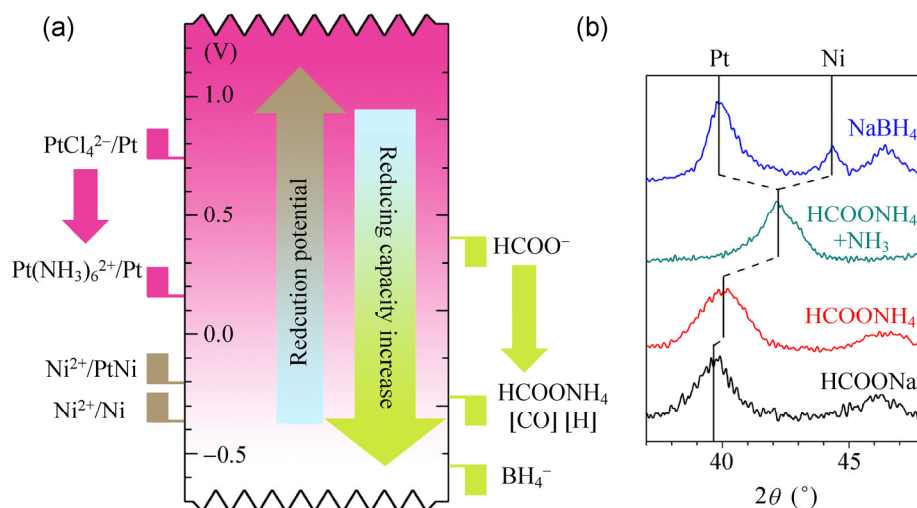 (a)
(V)
1.0
0.5
0.0
−0.5
PtCl₄²⁻/Pt
Pt(NH₃)₆²⁺/Pt
Ni²⁺/PtNi
Ni²⁺/Ni
Redcution potential
Reducing capacity increase
HCOO⁻
HCOONH₄
[CO] [H]
BH₄⁻
(b)
Pt
Ni
NaBH₄
HCOONH₄
+NH₃
HCOONH₄
HCOONa
40
45
2θ (°)